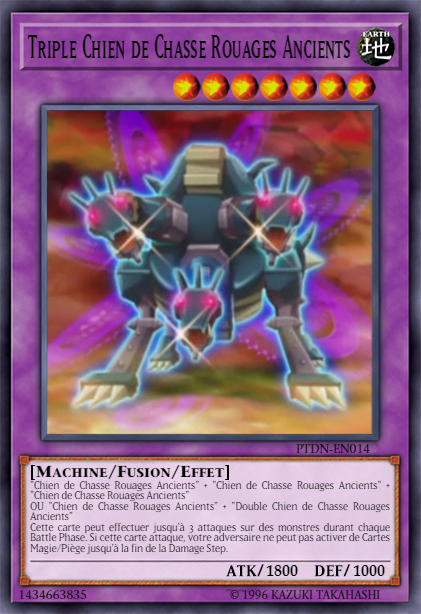 Triple Chien de Chasse Rouages Ancients
EARTH
地
PTDN-EN014
[Machine/Fusion/Effet]
"Chien de Chasse Rouages Ancients" + "Chien de Chasse Rouages Ancients" +
"Chien de Chasse Rouages Ancients"
OU "Chien de Chasse Rouages Ancients" + "Double Chien de Chasse Rouages
Ancients"
Cette carte peut effectuer jusqu'à 3 attaques sur des monstres durant chaque
Battle Phase. Si cette carte attaque, votre adversaire ne peut pas activer de Cartes
Magie/Piège jusqu'à la fin de la Damage Step.
ATK/1800 DEF/1000
1434663835 © 1996 KAZUKI TAKAHASHI